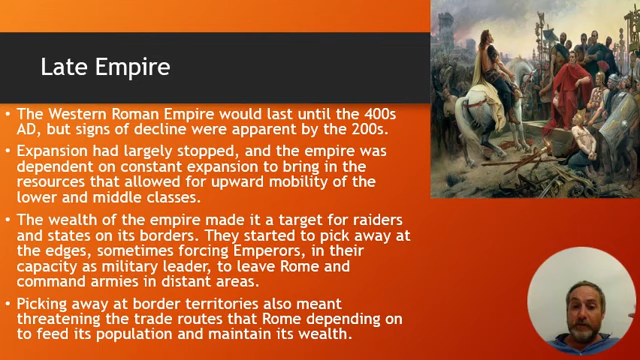 Late Empire
• The Western Roman Empire would last until the 400s
AD, but signs of decline were apparent by the 200s.
• Expansion had largely stopped, and the empire was
dependent on constant expansion to bring in the
resources that allowed for upward mobility of the
lower and middle classes.
• The wealth of the empire made it a target for raiders
and states on its borders. They started to pick away at
the edges, sometimes forcing Emperors, in their
capacity as military leader, to leave Rome and
command armies in distant areas.
• Picking away at border territories also meant
threatening the trade routes that Rome depending on
to feed its population and maintain its wealth.